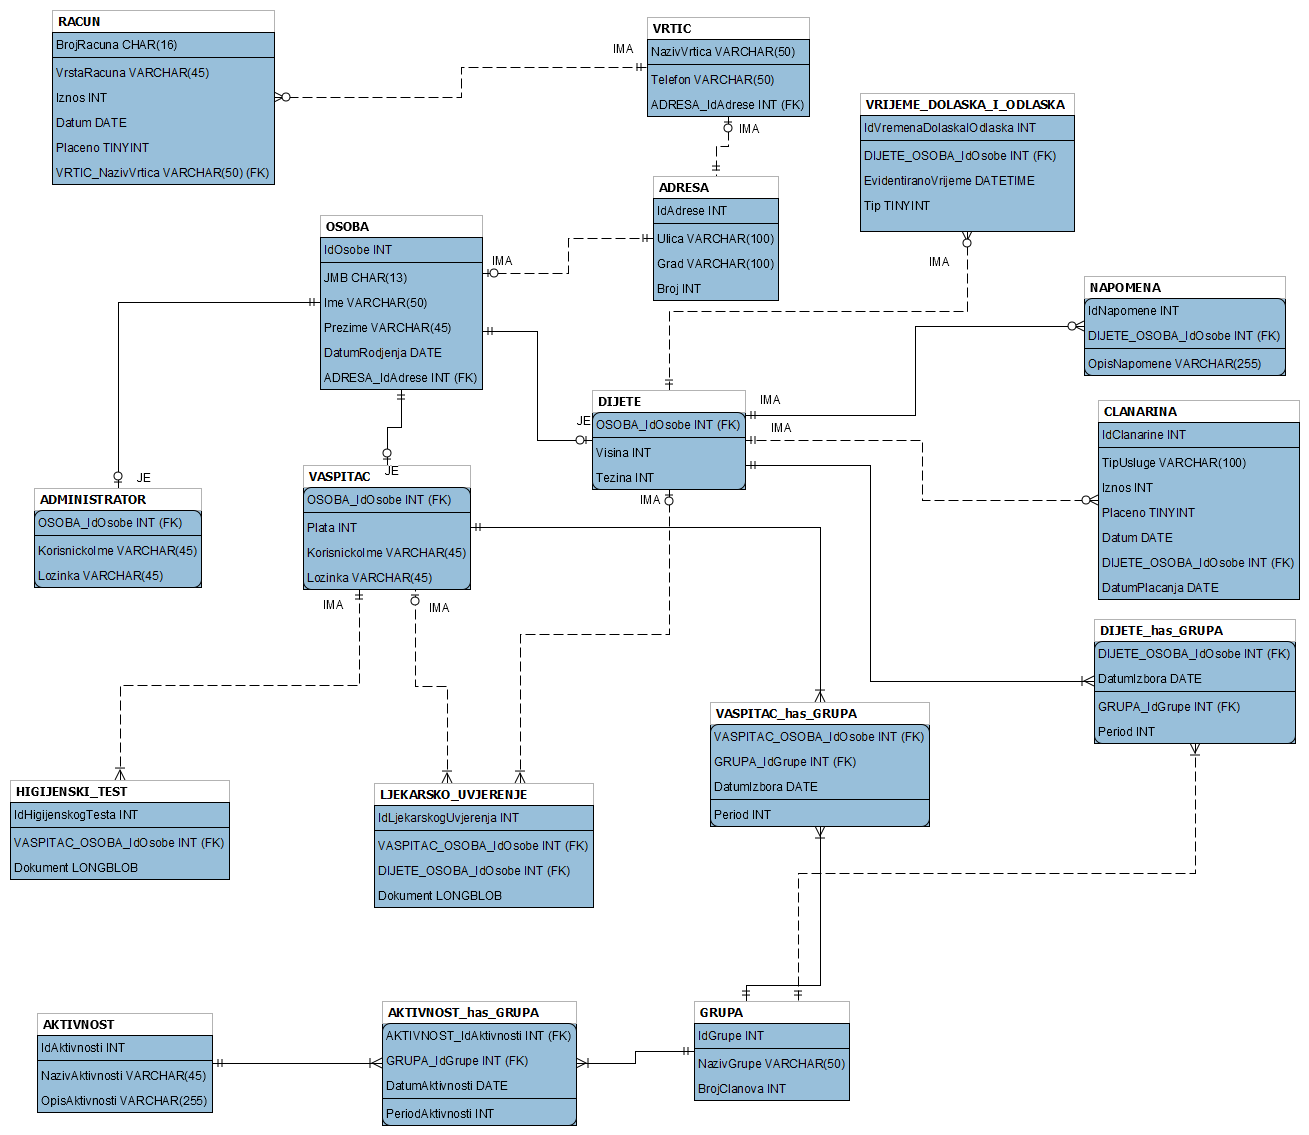 RACUN
BrojRacuna CHAR(16)
VrstaRacuna VARCHAR(45)
Iznos INT
Datum DATE
Placeno TINYINT
VRTIC_NazivVrtica VARCHAR(50) (FK)
IMA
VRTIC
NazivVrtica VARCHAR(50)
Telefon VARCHAR(50)
ADRESA_IdAdrese INT (FK)
IMA
VRIJEME_DOLASKA_I_ODLASKA
IdVremenaDolaskaIOdlaska INT
DIJETE_OSOBA_IdOsobe INT (FK)
EvidentiranoVrijeme DATETIME
Tip TINYINT
IMA
ADRESA
IdAdrese INT
Ulica VARCHAR(100)
Grad VARCHAR(100)
Broj INT
OSOBA
IdOsobe INT
JMB CHAR(13)
Ime VARCHAR(50)
Prezime VARCHAR(45)
DatumRodjenja DATE
ADRESA_IdAdrese INT (FK)
IMA
NAPOMENA
IdNapomene INT
DIJETE_OSOBA_IdOsobe INT (FK)
OpisNapomene VARCHAR(255)
DIJETE
OSOBA_IdOsobe INT (FK)
Visina INT
Tezina INT
JE
IMA
IMA
IMA
CLANARINA
IdClanarine INT
TipUsluge VARCHAR(100)
Iznos INT
Placeno TINYINT
Datum DATE
DIJETE_OSOBA_IdOsobe INT (FK)
DatumPlacanja DATE
JE
ADMINISTRATOR
OSOBA_IdOsobe INT (FK)
KorisnickoIme VARCHAR(45)
Lozinka VARCHAR(45)
JE
VASPITAC
OSOBA_IdOsobe INT (FK)
Plata INT
KorisnickoIme VARCHAR(45)
Lozinka VARCHAR(45)
IMA
IMA
DIJETE_has_GRUPA
DIJETE_OSOBA_IdOsobe INT (FK)
DatumIzbora DATE
GRUPA_IdGrupe INT (FK)
Period INT
VASPITAC_has_GRUPA
VASPITAC_OSOBA_IdOsobe INT (FK)
GRUPA_IdGrupe INT (FK)
DatumIzbora DATE
Period INT
HIGIJENSKI_TEST
IdHigijenskogTesta INT
VASPITAC_OSOBA_IdOsobe INT (FK)
Dokument LONGBLOB
LJEKARSKO_UVJERENJE
IdLjekarskogUvjerenja INT
VASPITAC_OSOBA_IdOsobe INT (FK)
DIJETE_OSOBA_IdOsobe INT (FK)
Dokument LONGBLOB
AKTIVNOST
IdAktivnosti INT
NazivAktivnosti VARCHAR(45)
OpisAktivnosti VARCHAR(255)
AKTIVNOST_has_GRUPA
AKTIVNOST_IdAktivnosti INT (FK)
GRUPA_IdGrupe INT (FK)
DatumAktivnosti DATE
PeriodAktivnosti INT
GRUPA
IdGrupe INT
NazivGrupe VARCHAR(50)
BrojClanova INT